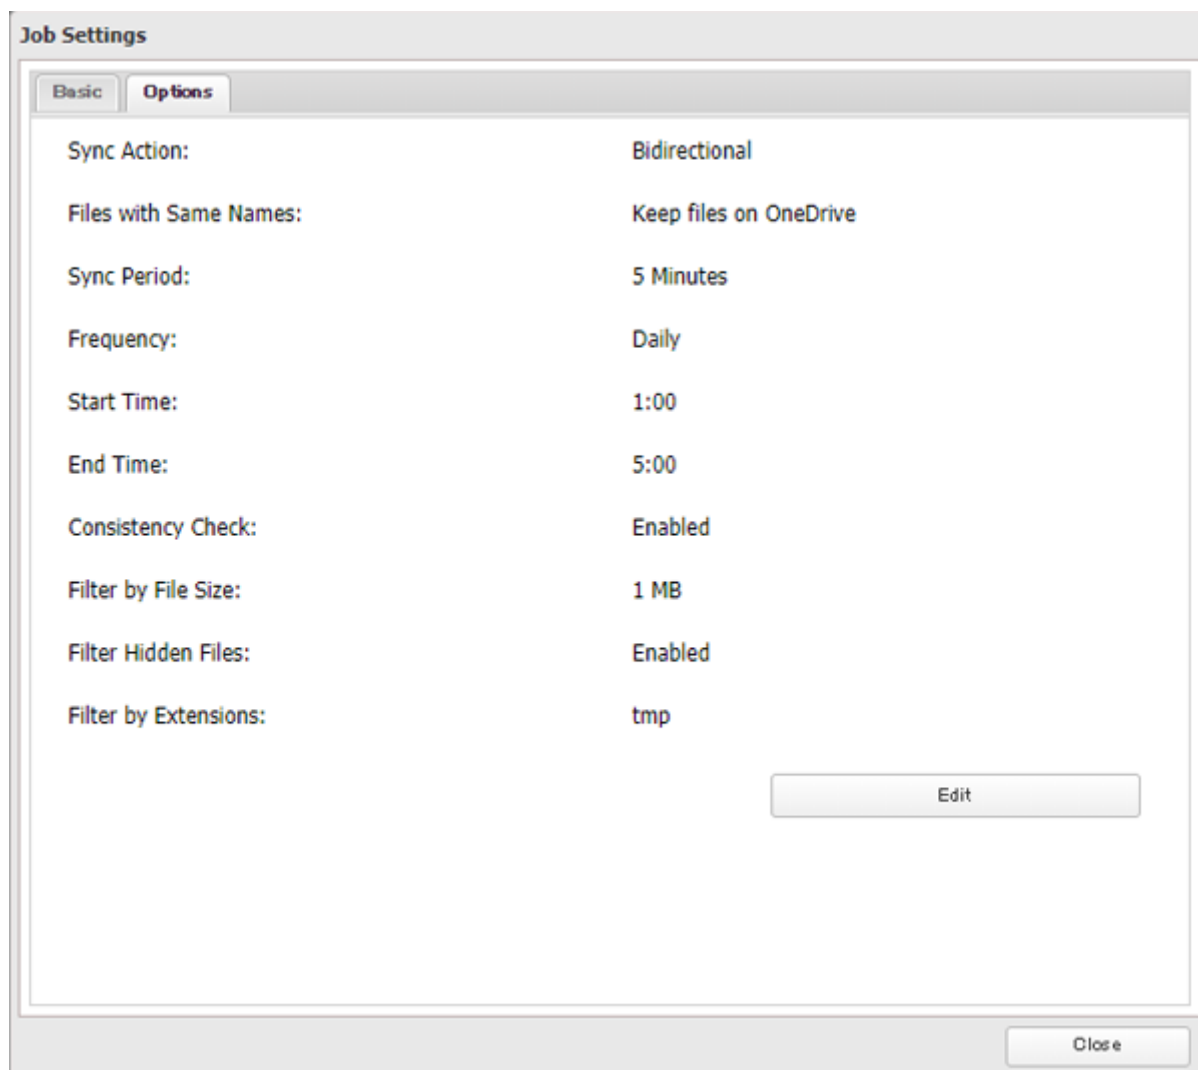 Job Settings
Basic Options
Sync Action: Bidirectional
Files with Same Names: Keep files on OneDrive
Sync Period: 5 Minutes
Frequency: Daily
Start Time: 1:00
End Time: 5:00
Consistency Check: Enabled
Filter by File Size: 1 MB
Filter Hidden Files: Enabled
Filter by Extensions: tmp
Edit
Close